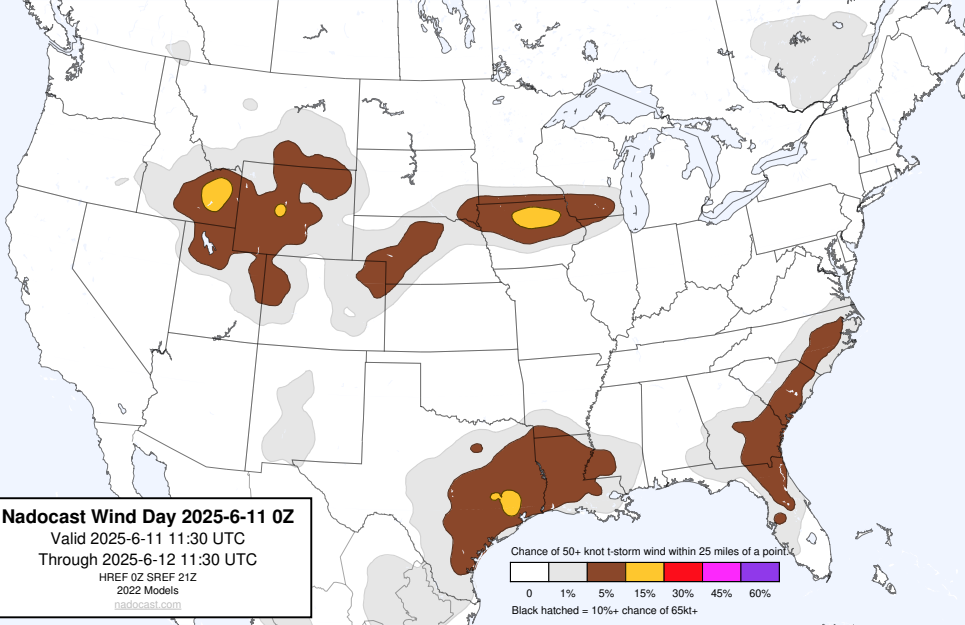 Nadocast Wind Day 2025-6-11 0Z
Valid 2025-6-11 11:30 UTC
Through 2025-6-12 11:30 UTC
HREF 0Z SREF 21Z
2022 Models
nadocast.com
Chance of 50+ knot t-storm wind within 25 miles of a point.
0 1% 5% 15% 30% 45% 60%
Black hatched = 10%+ chance of 65kt+